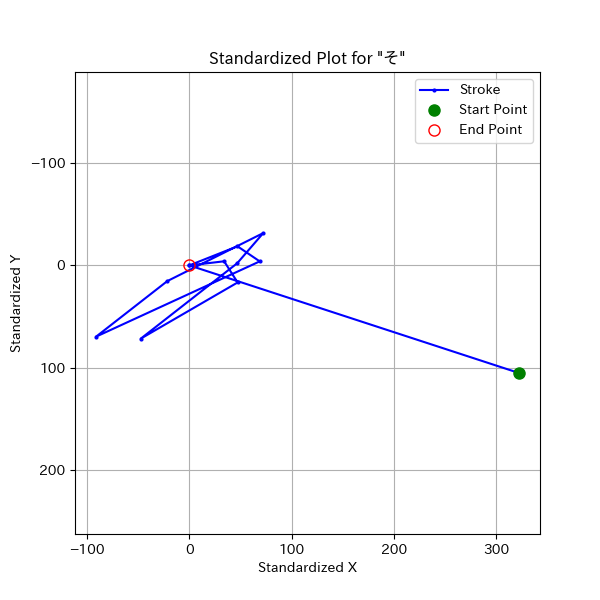 Standardized Plot for "そ"
Stroke
Start Point
End Point
Standardized Y
−100
0
100
200
−100 0 100 200 300
Standardized X